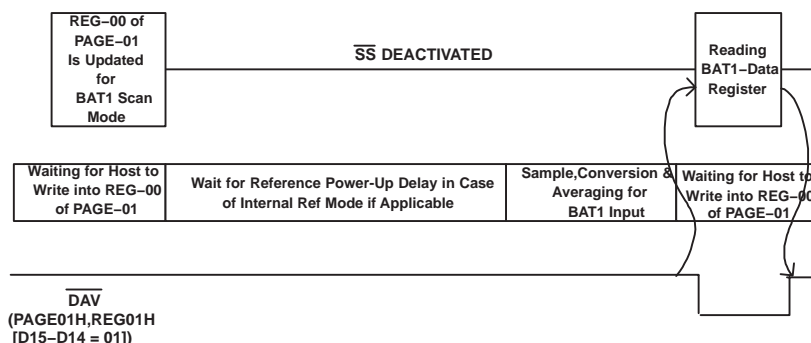 REG–00 of
PAGE–01
Is Updated
for
BAT1 Scan
Mode
SS DEACTIVATED
Reading
BAT1–Data
Register
Waiting for Host to
Write into REG–00
of PAGE–01
Wait for Reference Power-Up Delay in Case
of Internal Ref Mode if Applicable
Sample,Conversion &
Averaging for
BAT1 Input
Waiting for Host to
Write into REG–00
of PAGE–01
DAV
(PAGE01H,REG01H
[D15–D14 = 01])